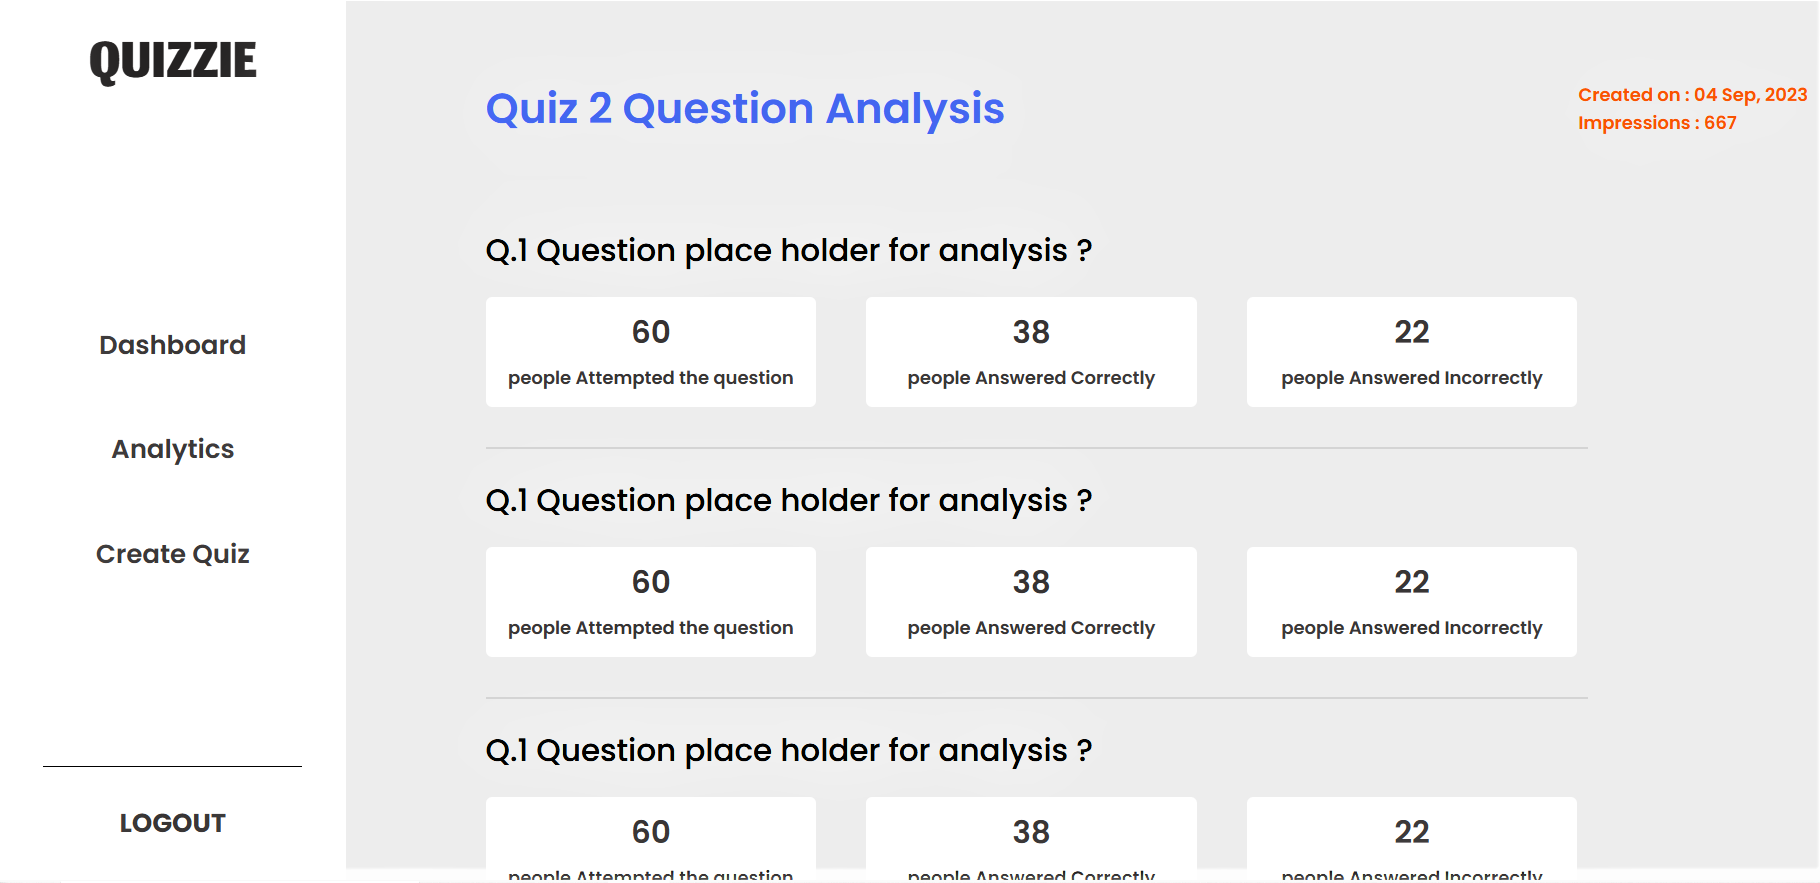 QUIZZIE
Dashboard
Analytics
Create Quiz
LOGOUT
Quiz 2 Question Analysis
Created on : 04 Sep, 2023
Impressions : 667
Q.1 Question place holder for analysis ?
60
people Attempted the question
38
people Answered Correctly
22
people Answered Incorrectly
Q.1 Question place holder for analysis ?
60
people Attempted the question
38
people Answered Correctly
22
people Answered Incorrectly
Q.1 Question place holder for analysis ?
60
people Attempted the question
38
people Answered Correctly
22
people Answered Incorrectly